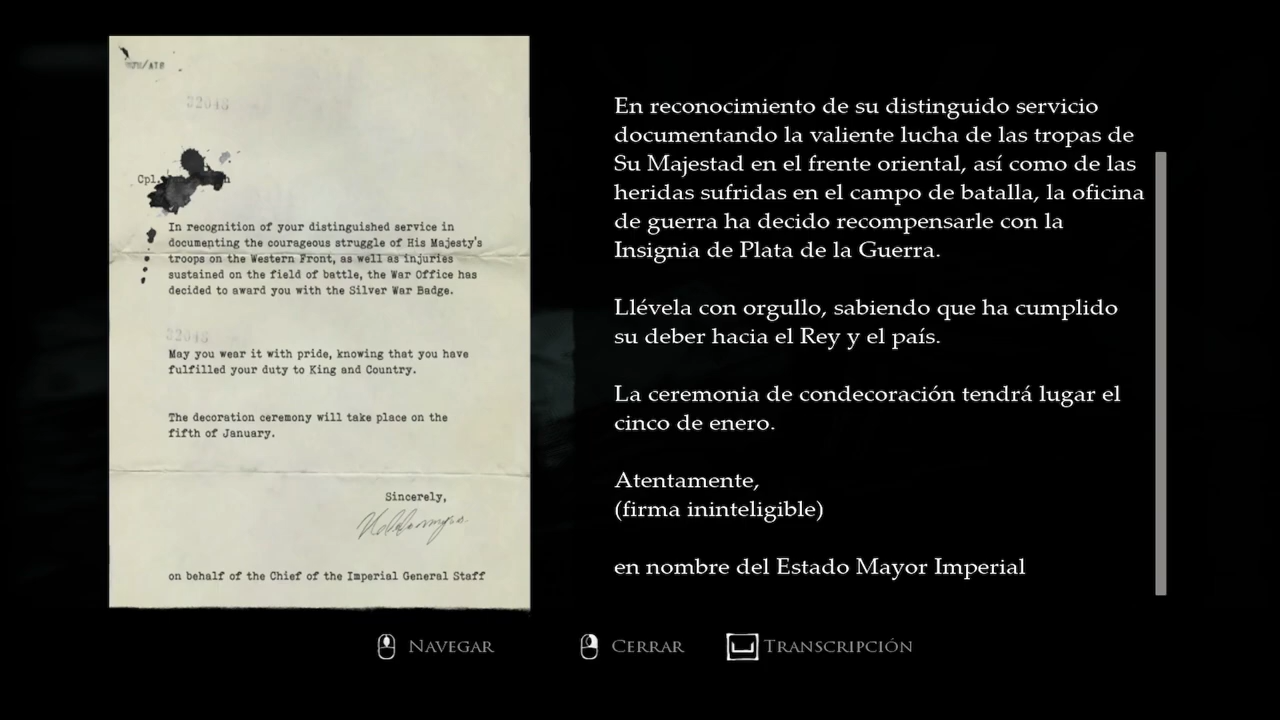 22046
Cpl.
In recognition of your distinguished service in
documenting the courageous struggle of His Majesty's
troops on the Western Front, as well as injuries
sustained on the field of battle, the War Office has
decided to award you with the Silver War Badge.
22046
May you wear it with pride, knowing that you have
fulfilled your duty to King and Country.
The decoration ceremony will take place on the
fifth of January.
Sincerely,
on behalf of the Chief of the Imperial General Staff
En reconocimiento de su distinguido servicio
documentando la valiente lucha de las tropas de
Su Majestad en el frente oriental, así como de las
heridas sufridas en el campo de batalla, la oficina
de guerra ha decido recompensarle con la
Insignia de Plata de la Guerra.
Llévela con orgullo, sabiendo que ha cumplido
su deber hacia el Rey y el país.
La ceremonia de condecoración tendrá lugar el
cinco de enero.
Atentamente,
(firma ininteligible)
en nombre del Estado Mayor Imperial
Navegar
Cerrar
Transcripción